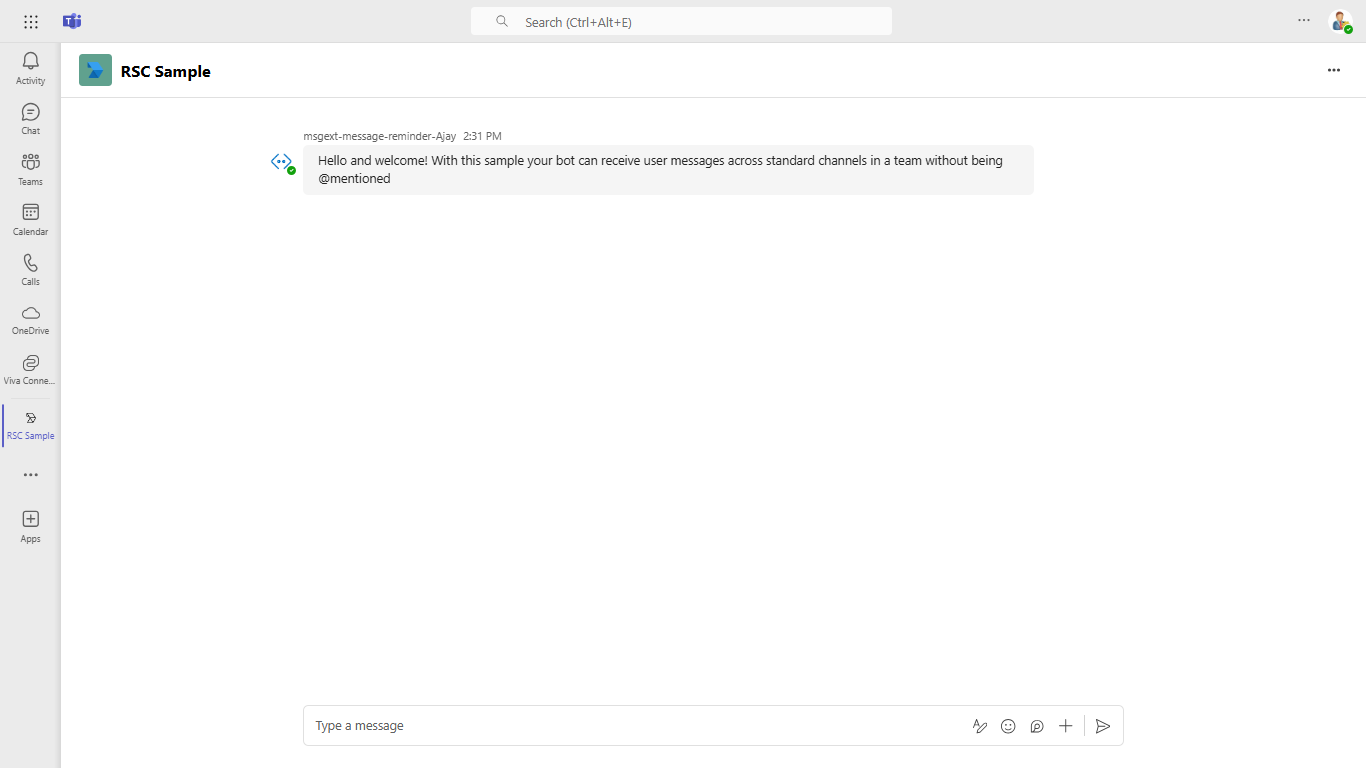 Search (Ctrl+Alt+E)
Activity
Chat
Teams
Calendar
Calls
OneDrive
Viva Conne...
RSC Sample
Apps
RSC Sample
msgext-message-reminder-Ajay 2:31 PM
Hello and welcome! With this sample your bot can receive user messages across standard channels in a team without being
@mentioned
Type a message